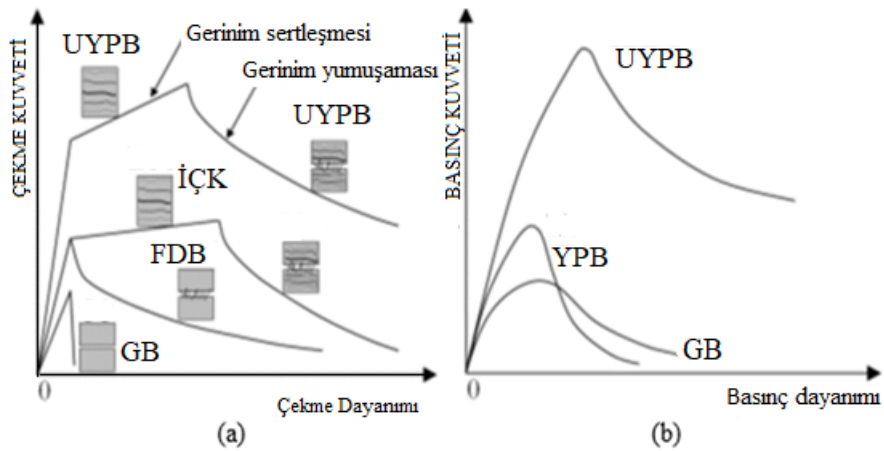 ÇEKME KUVVETİ
UYPB
Gerinim sertleşmesi
Gerinim yumuşaması
UYPB
İÇK
FDB
GB
0
Çekme Dayanımı
(a)
BASINÇ KUVVETİ
UYPB
YPB
GB
0
Basınç dayanımı
(b)